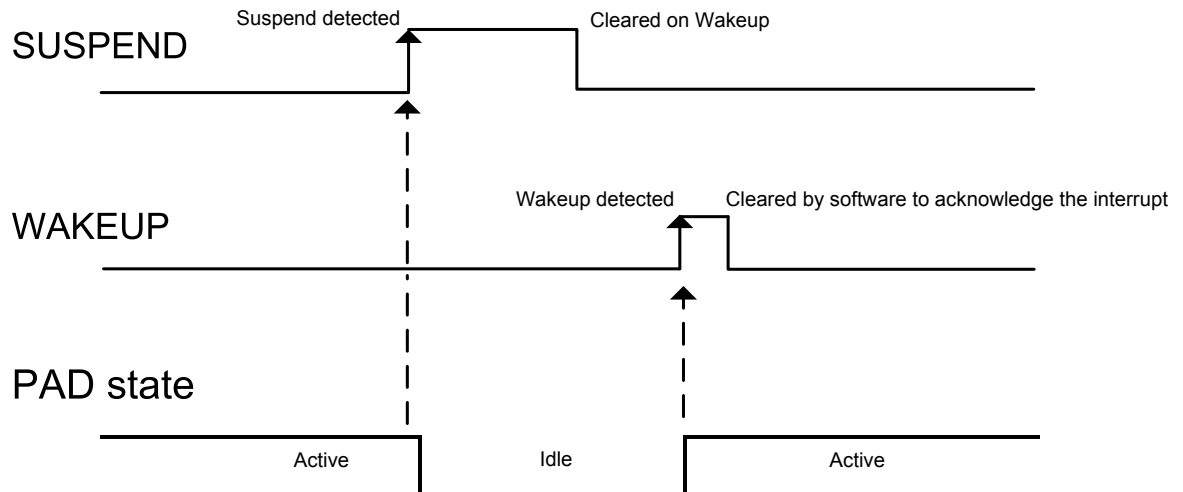 Suspend detected
Cleared on Wakeup
SUSPEND
Wakeup detected
Cleared by software to acknowledge the interrupt
WAKEUP
PAD state
Active
Idle
Active